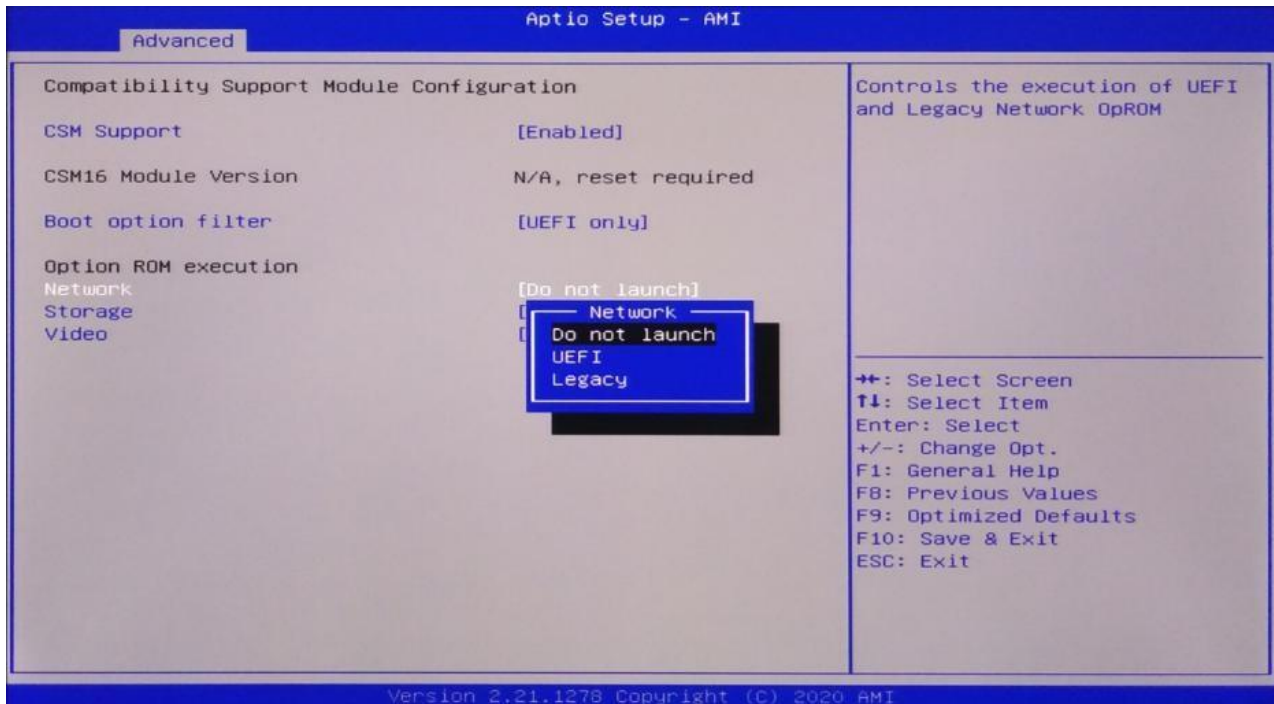 Aptio Setup - AMI
Advanced
Compatibility Support Module Configuration
CSM Support [Enabled]
CSM16 Module Version N/A, reset required
Boot option filter [UEFI only]
Option ROM execution
Network [Do not launch]
Storage [
Video [
Network
Do not launch
UEFI
Legacy
Controls the execution of UEFI
and Legacy Network OpROM
→←: Select Screen
↑↓: Select Item
Enter: Select
+/-: Change Opt.
F1: General Help
F8: Previous Values
F9: Optimized Defaults
F10: Save & Exit
ESC: Exit
Version 2.21.1278 Copyright (C) 2020 AMI